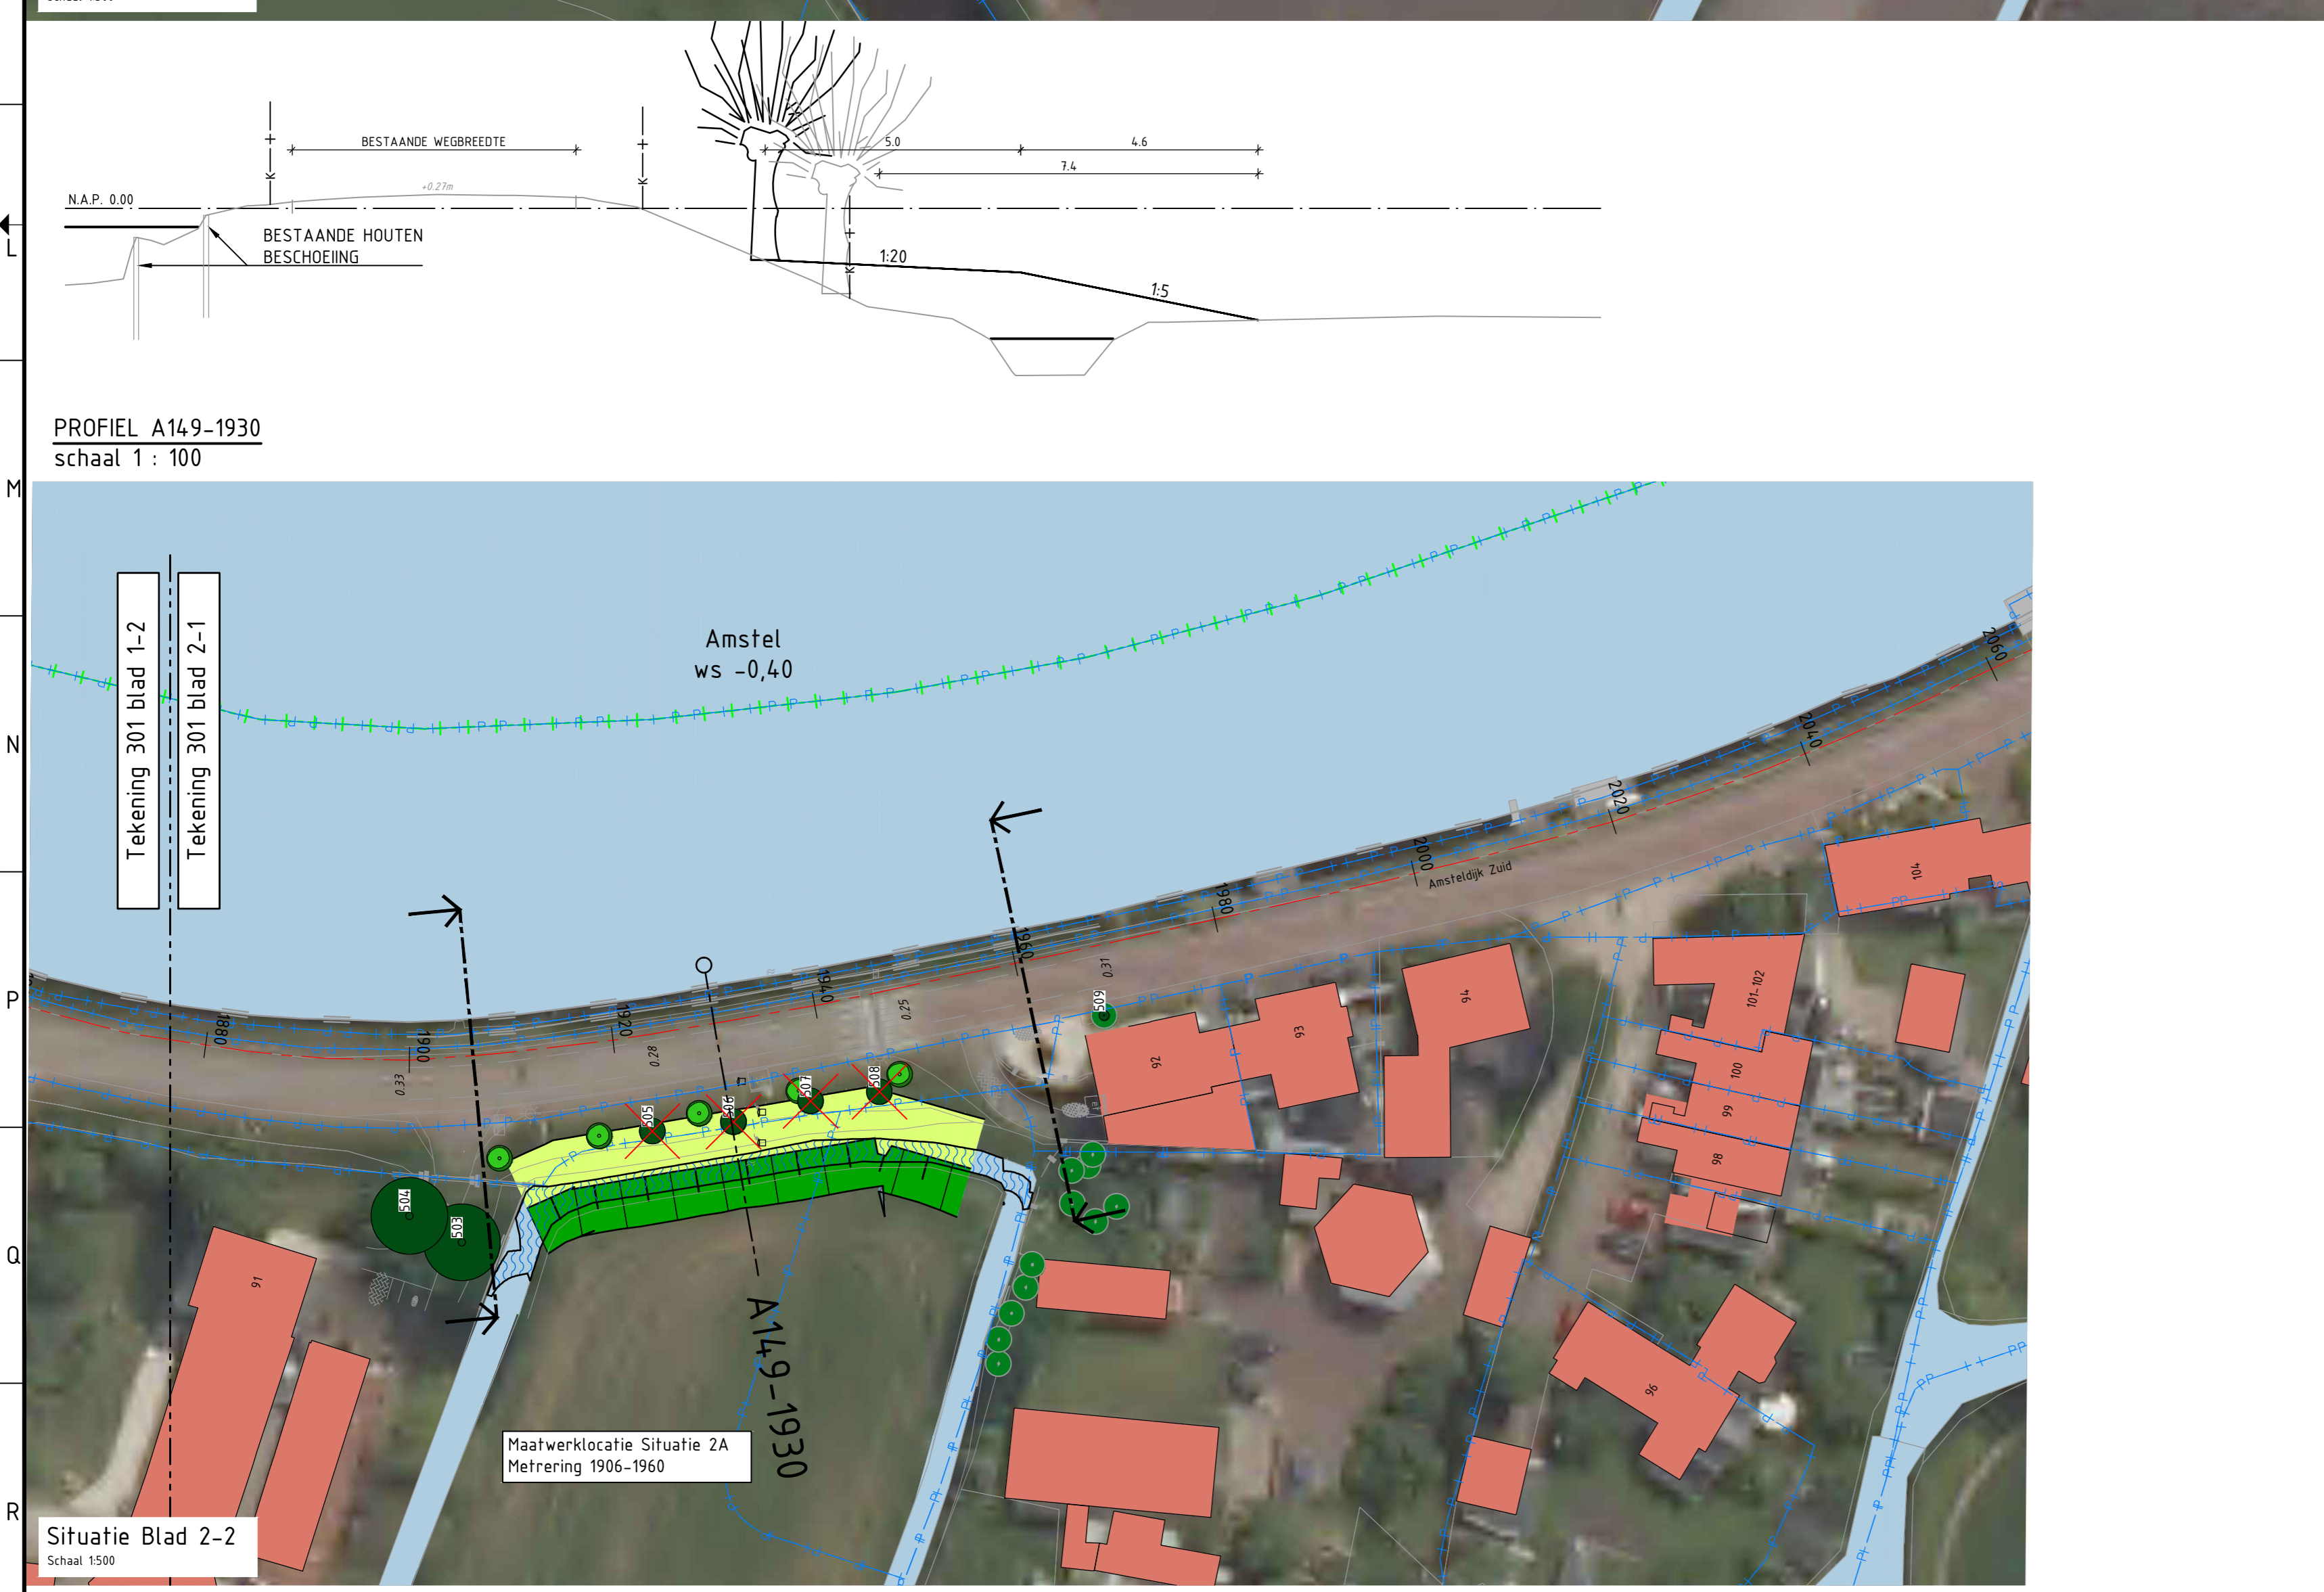 BESTAANDE WEGBREEDTE
5.0
4.6
7.4
+0.27m
N.A.P. 0.00
K
K
K
BESTAANDE HOUTEN
BESCHOEIING
1:20
1:5
PROFIEL A149-1930
schaal 1 : 100
L
M
N
P
Q
R
Tekening 301 blad 1-2
Tekening 301 blad 2-1
Amstel
ws -0,40
1880
1900
1920
1940
1960
1980
2000
2020
2040
2060
Amsteldijk Zuid
0.33
0.28
0.25
0.31
503
504
505
506
507
508
509
91
92
93
94
96
98
99
100
101-102
104
A149-1930
Maatwerklocatie Situatie 2A
Metrering 1906-1960
Situatie Blad 2-2
Schaal 1:500